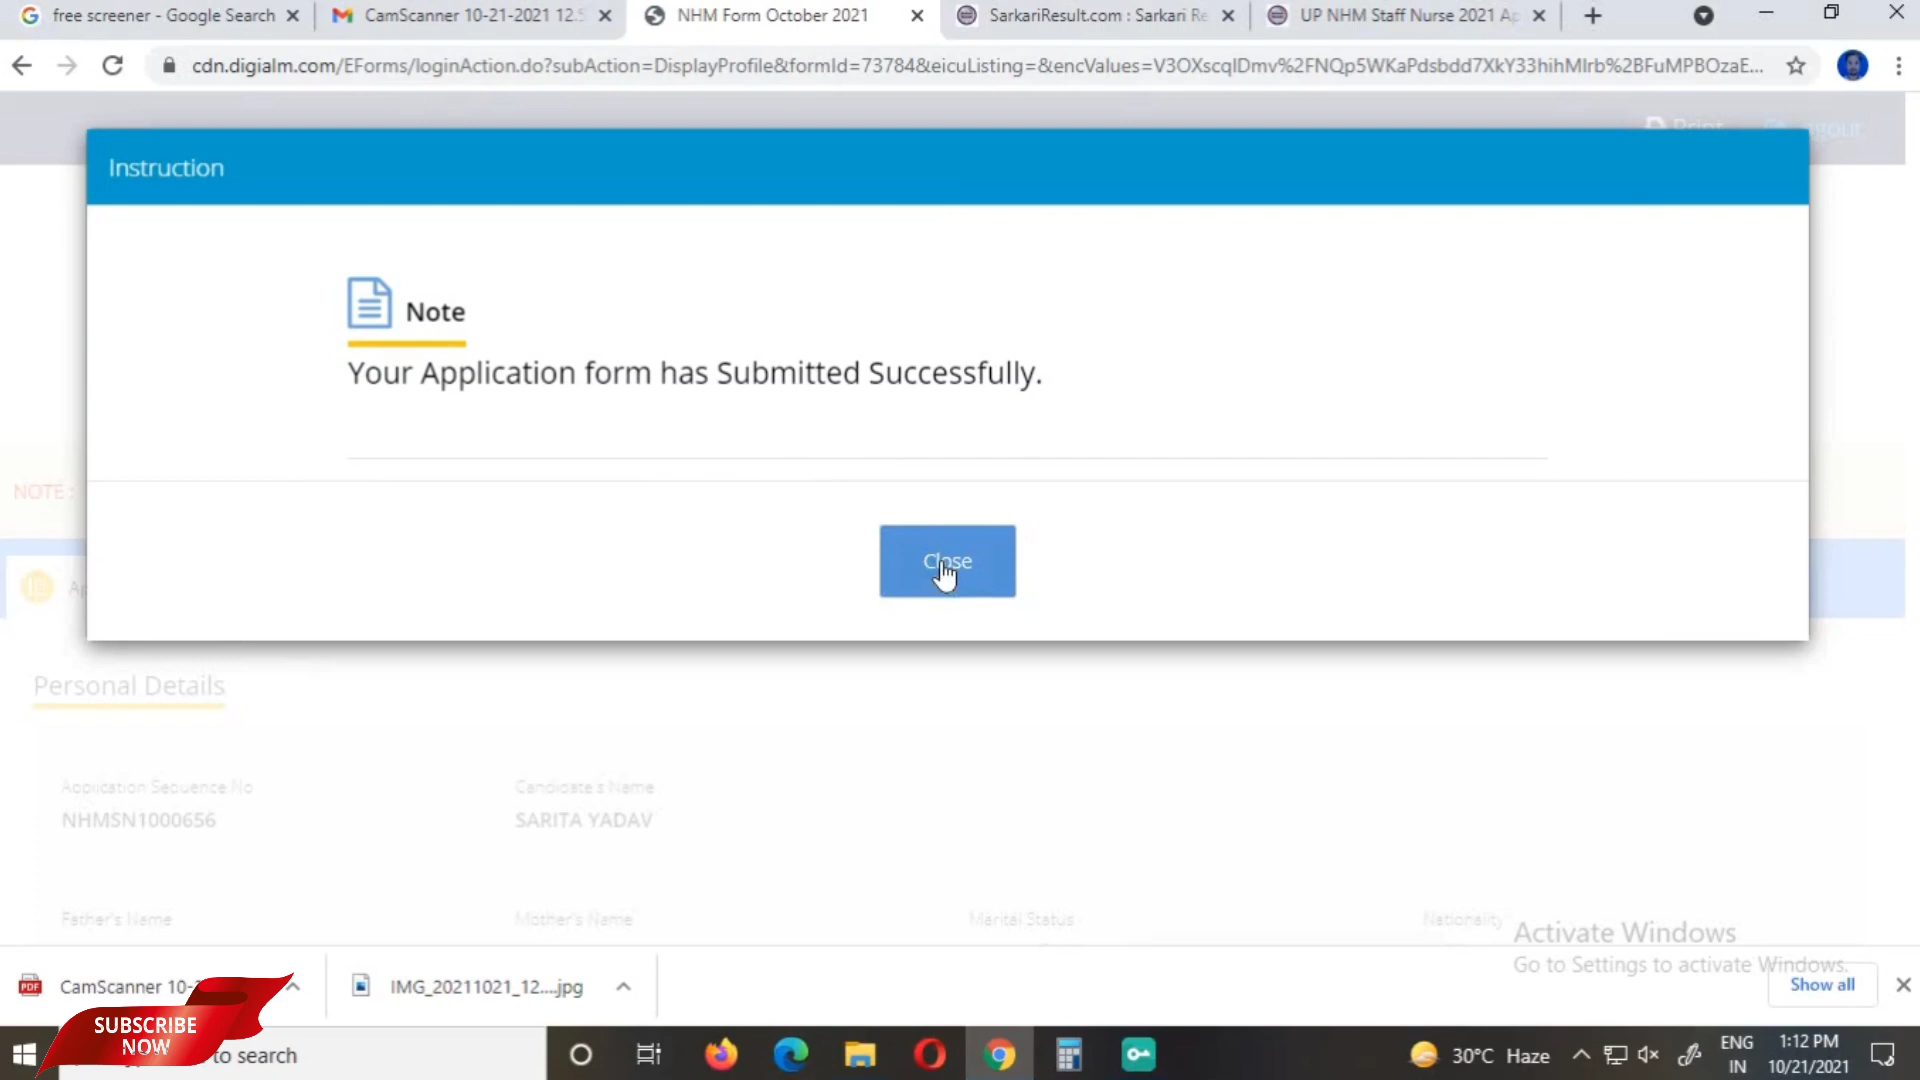 free screener - Google Search
CamScanner 10-21-2021 12.5
NHM Form October 2021
SarkariResult.com : Sarkari Re
UP NHM Staff Nurse 2021 Ap
cdn.digialm.com/EForms/loginAction.do?subAction=DisplayProfile&formId=73784&eicuListing=&encValues=V3OXscqIDmv%2FNQp5WKaPdsbdd7XkY33hihMIrb%2BFuMPBOzaE...
Print
Instruction
Note
Your Application form has Submitted Successfully.
NOTE :
Close
Personal Details
Application Sequence No
Candidate's Name
NHMSN1000656
SARITA YADAV
Father's Name
Mother's Name
Marital Status
Nationality
Activate Windows
Go to Settings to activate Windows.
CamScanner 10-
IMG_20211021_12....jpg
Show all
SUBSCRIBE
NOW
to search
30°C Haze
ENG
IN
1:12 PM
10/21/2021